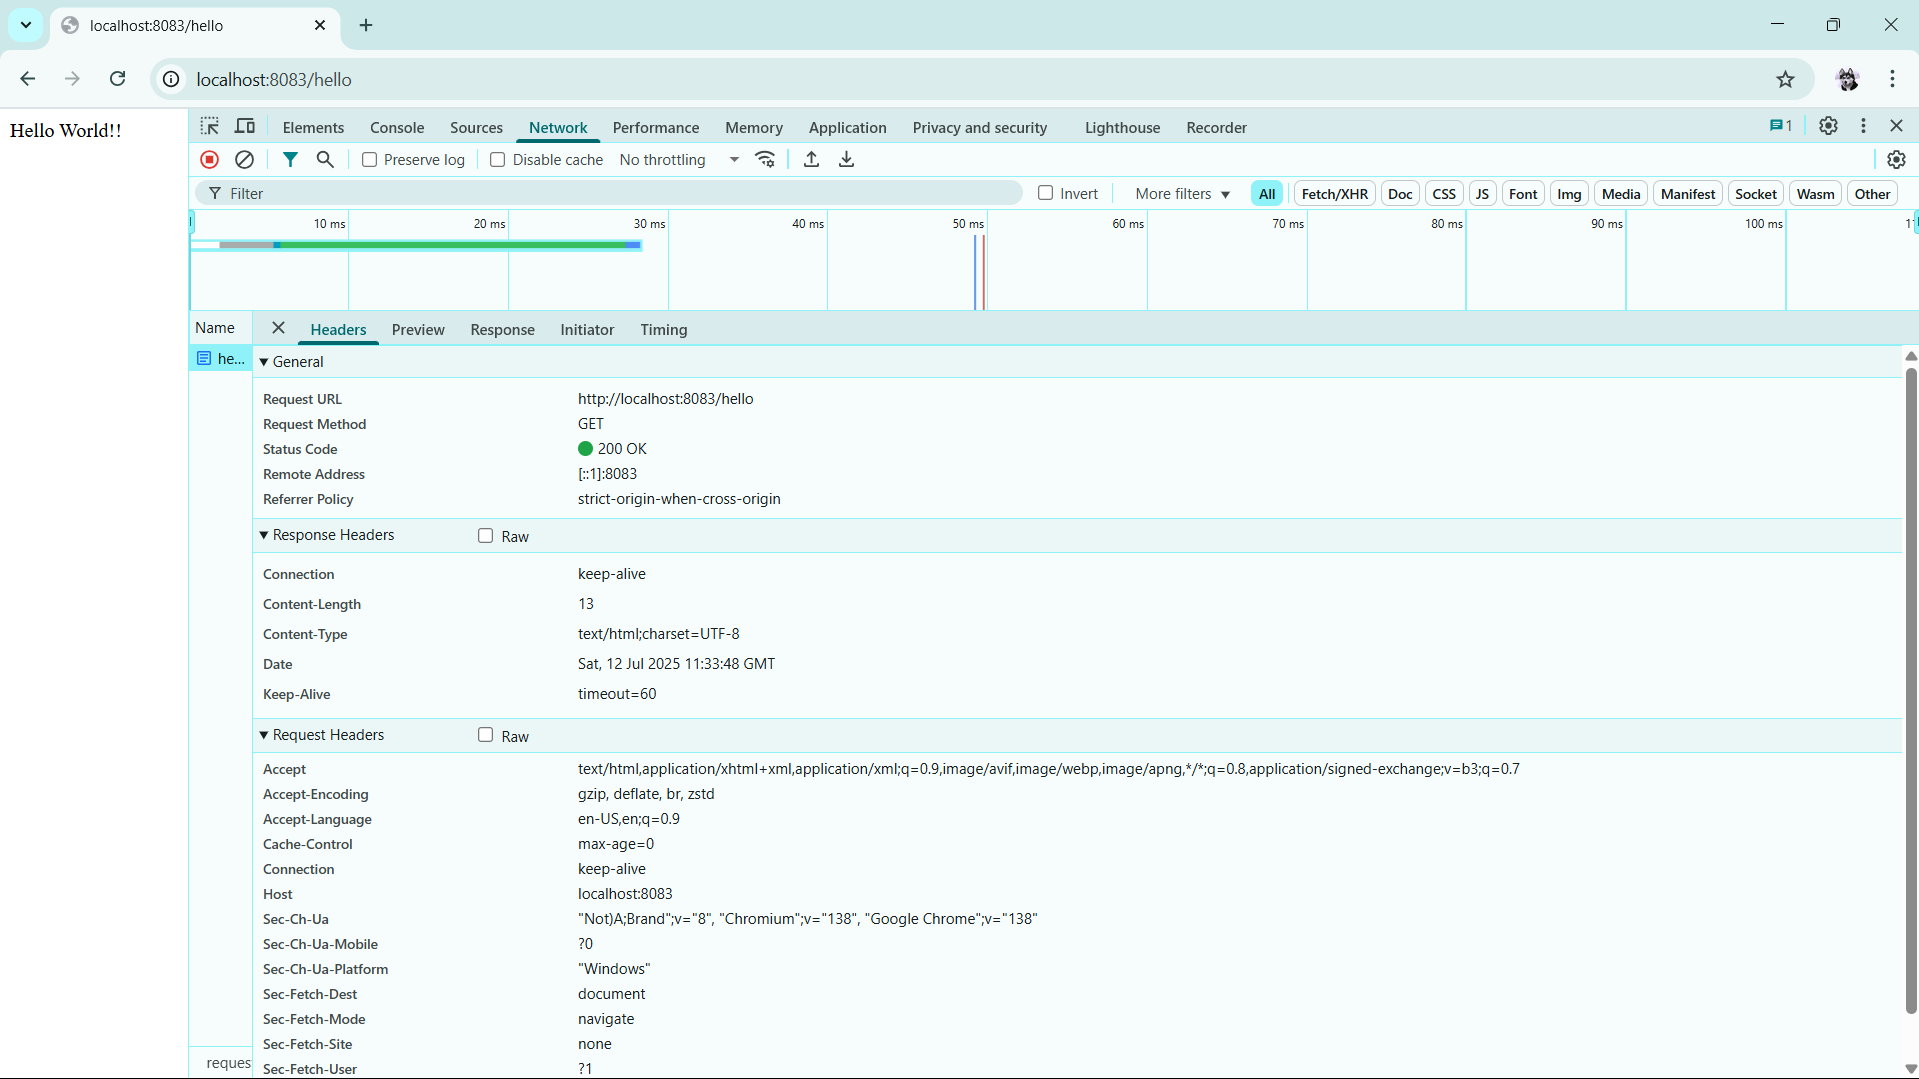 localhost:8083/hello
localhost:8083/hello
Hello World!!
Elements Console Sources Network Performance Memory Application Privacy and security Lighthouse Recorder 1
Preserve log Disable cache No throttling
Filter Invert More filters All Fetch/XHR Doc CSS JS Font Img Media Manifest Socket Wasm Other
10 ms 20 ms 30 ms 40 ms 50 ms 60 ms 70 ms 80 ms 90 ms 100 ms
Name Headers Preview Response Initiator Timing
he...
General
Request URL http://localhost:8083/hello
Request Method GET
Status Code 200 OK
Remote Address [::1]:8083
Referrer Policy strict-origin-when-cross-origin
Response Headers Raw
Connection keep-alive
Content-Length 13
Content-Type text/html;charset=UTF-8
Date Sat, 12 Jul 2025 11:33:48 GMT
Keep-Alive timeout=60
Request Headers Raw
Accept text/html,application/xhtml+xml,application/xml;q=0.9,image/avif,image/webp,image/apng,*/*;q=0.8,application/signed-exchange;v=b3;q=0.7
Accept-Encoding gzip, deflate, br, zstd
Accept-Language en-US,en;q=0.9
Cache-Control max-age=0
Connection keep-alive
Host localhost:8083
Sec-Ch-Ua "Not)A;Brand";v="8", "Chromium";v="138", "Google Chrome";v="138"
Sec-Ch-Ua-Mobile ?0
Sec-Ch-Ua-Platform "Windows"
Sec-Fetch-Dest document
Sec-Fetch-Mode navigate
Sec-Fetch-Site none
reques Sec-Fetch-User ?1